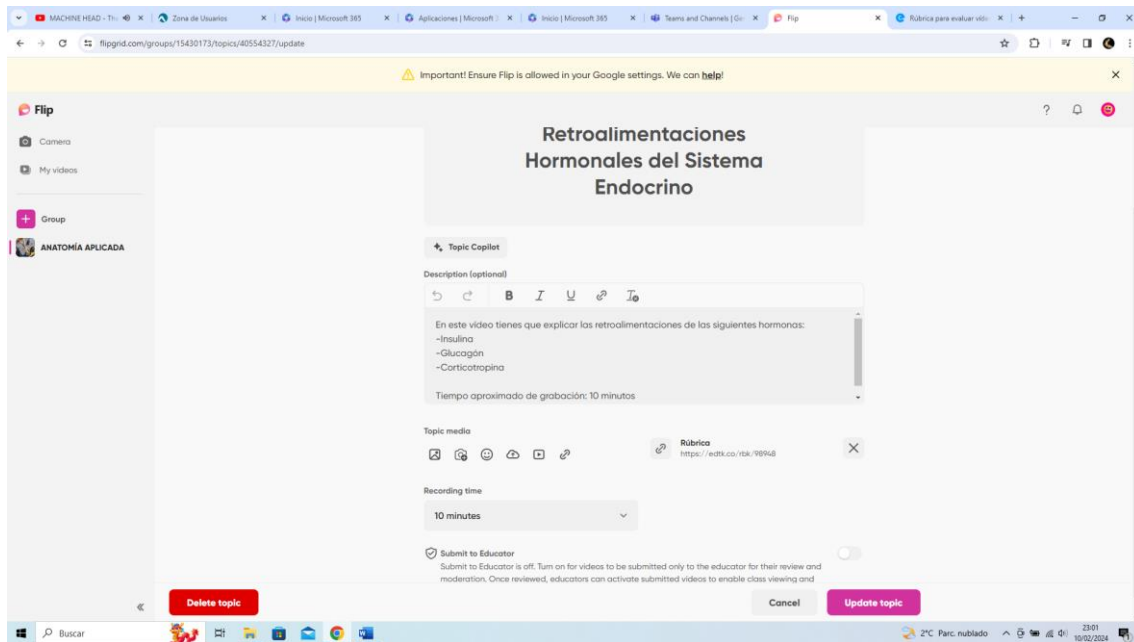 MACHINE HEAD - Th
Zona de Usuarios
Inicio | Microsoft 365
Aplicaciones | Microsoft
Inicio | Microsoft 365
Teams and Channels | Ge
Flip
Rúbrica para evaluar vide
flipgrid.com/groups/15430173/topics/40554327/update
Important! Ensure Flip is allowed in your Google settings. We can help!
Flip
Camera
My videos
Group
ANATOMÍA APLICADA
Retroalimentaciones
Hormonales del Sistema
Endocrino
Topic Copilot
Description (optional)
B I U
En este vídeo tienes que explicar las retroalimentaciones de las siguientes hormonas:
-Insulina
-Glucagón
-Corticotropina
Tiempo aproximado de grabación: 10 minutos
Topic media
Rúbrica
https://edtk.co/rbk/98948
Recording time
10 minutes
Submit to Educator
Submit to Educator is off. Turn on for videos to be submitted only to the educator for their review and
moderation. Once reviewed, educators can activate submitted videos to enable class viewing and
Delete topic
Cancel
Update topic
Buscar
2°C Parc. nublado
23:01
10/02/2024